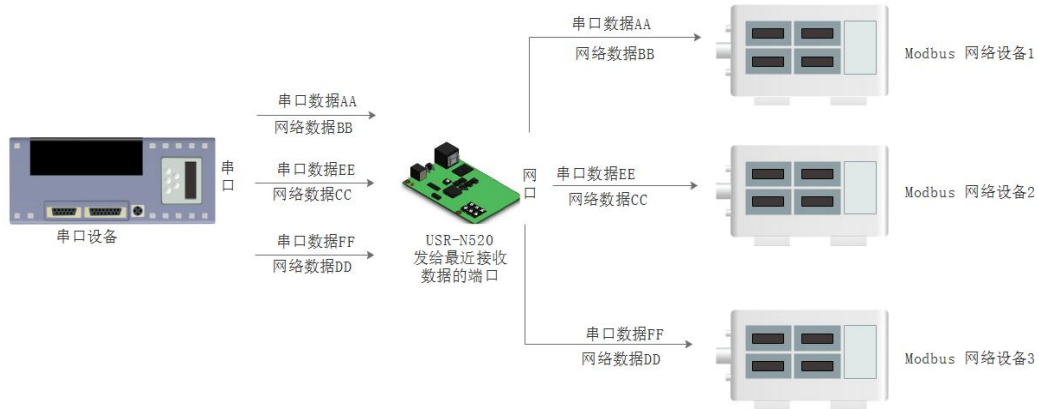 串口数据AA
网络数据BB
Modbus 网络设备1
串口数据AA
网络数据BB
串口
串口数据EE
网络数据CC
网口
串口数据EE
网络数据CC
Modbus 网络设备2
串口设备
串口数据FF
网络数据DD
USR-N520
发给最近接收
数据的端口
串口数据FF
网络数据DD
Modbus 网络设备3